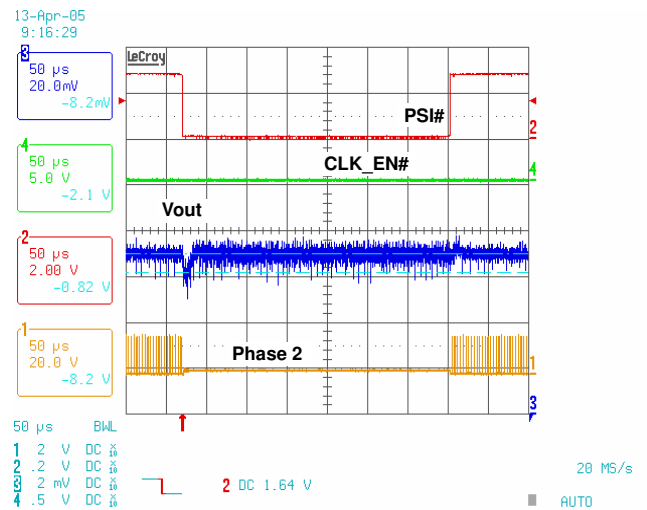 13-Apr-05
9:16:29
LeCroy
3
50 µs
20.0mV
-8.2mV
PSI#
2
4
50 µs
5.0 V
-2.1 V
CLK_EN#
4
Vout
2
50 µs
2.00 V
-0.82 V
1
50 µs
20.0 V
-8.2 V
Phase 2
1
3
50 µs BWL
1 2 V DC
2 .2 V DC
3 2 mV DC
4 .5 V DC
2 DC 1.64 V
20 MS/s
AUTO